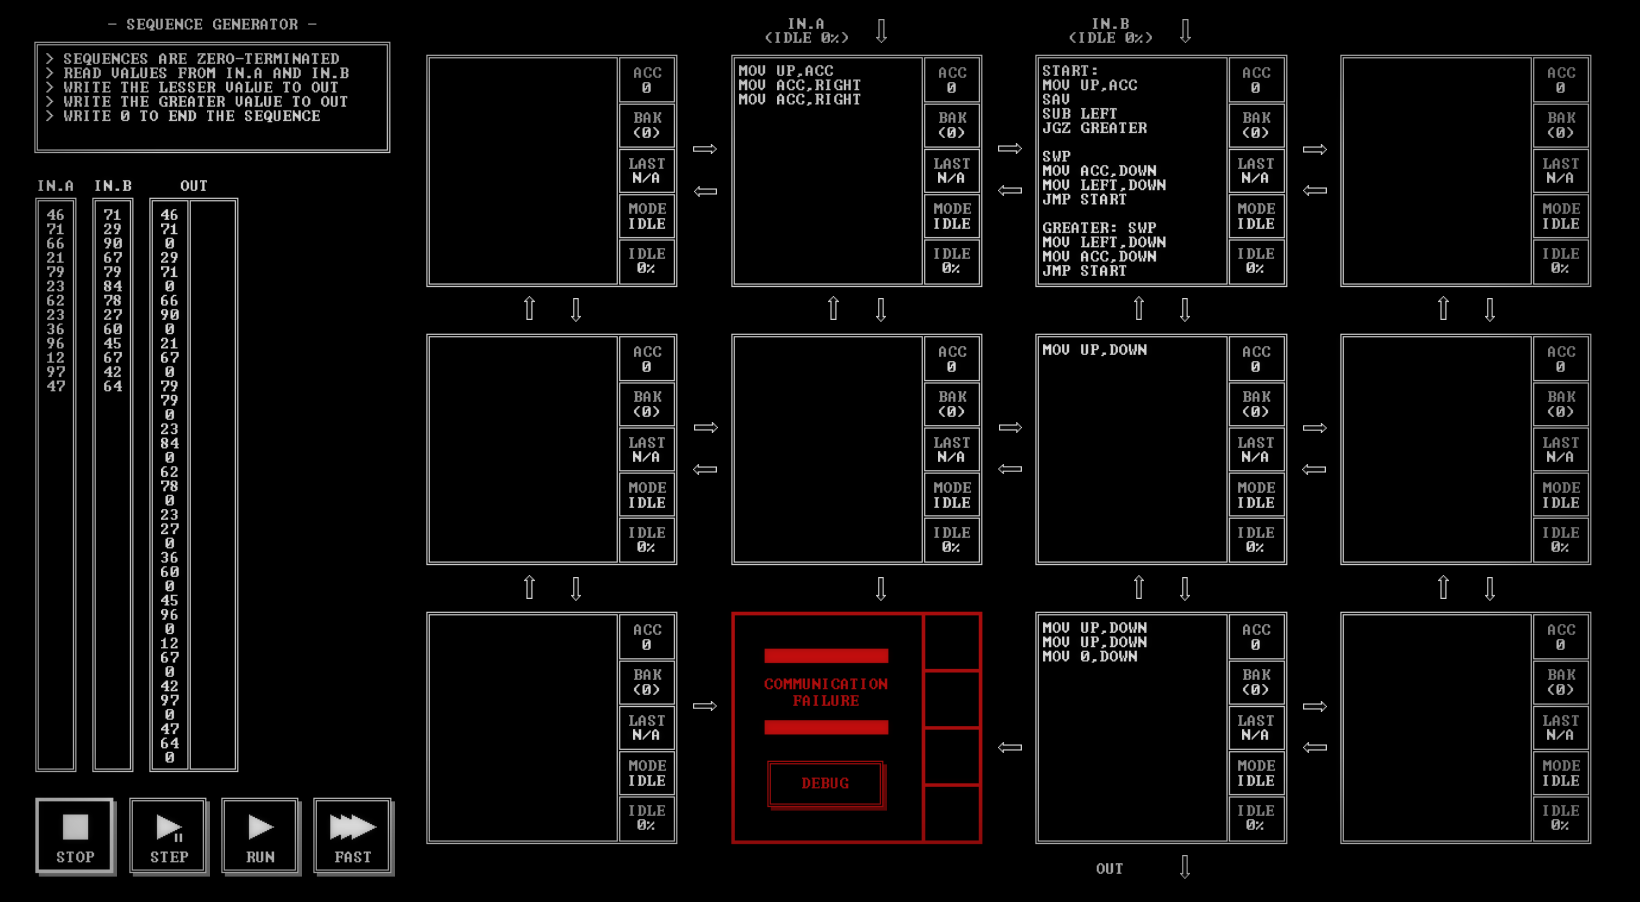 - SEQUENCE GENERATOR -
> SEQUENCES ARE ZERO-TERMINATED
> READ VALUES FROM IN.A AND IN.B
> WRITE THE LESSER VALUE TO OUT
> WRITE THE GREATER VALUE TO OUT
> WRITE 0 TO END THE SEQUENCE
IN.A IN.B OUT
46 71 46
71 29 71
66 90 0
21 67 29
79 79 71
23 84 0
62 78 66
23 27 90
36 60 0
96 45 21
12 67 67
97 42 0
47 64 79
79
0
23
84
0
62
78
0
23
27
0
36
60
0
45
96
0
12
67
0
42
97
0
47
64
0
STOP
STEP
RUN
FAST
IN.A
(IDLE 0%)
IN.B
(IDLE 0%)
ACC
0
BAK
(0)
LAST
N/A
MODE
IDLE
IDLE
0%
MOV UP,ACC
MOV ACC,RIGHT
MOV ACC,RIGHT
ACC
0
BAK
(0)
LAST
N/A
MODE
IDLE
IDLE
0%
START:
MOV UP,ACC
SAV
SUB LEFT
JGZ GREATER
SWP
MOV ACC,DOWN
MOV LEFT,DOWN
JMP START
GREATER: SWP
MOV LEFT,DOWN
MOV ACC,DOWN
JMP START
ACC
0
BAK
(0)
LAST
N/A
MODE
IDLE
IDLE
0%
ACC
0
BAK
(0)
LAST
N/A
MODE
IDLE
IDLE
0%
ACC
0
BAK
(0)
LAST
N/A
MODE
IDLE
IDLE
0%
ACC
0
BAK
(0)
LAST
N/A
MODE
IDLE
IDLE
0%
MOV UP,DOWN
ACC
0
BAK
(0)
LAST
N/A
MODE
IDLE
IDLE
0%
ACC
0
BAK
(0)
LAST
N/A
MODE
IDLE
IDLE
0%
ACC
0
BAK
(0)
LAST
N/A
MODE
IDLE
IDLE
0%
COMMUNICATION
FAILURE
DEBUG
MOV UP,DOWN
MOV UP,DOWN
MOV 0,DOWN
ACC
0
BAK
(0)
LAST
N/A
MODE
IDLE
IDLE
0%
ACC
0
BAK
(0)
LAST
N/A
MODE
IDLE
IDLE
0%
OUT